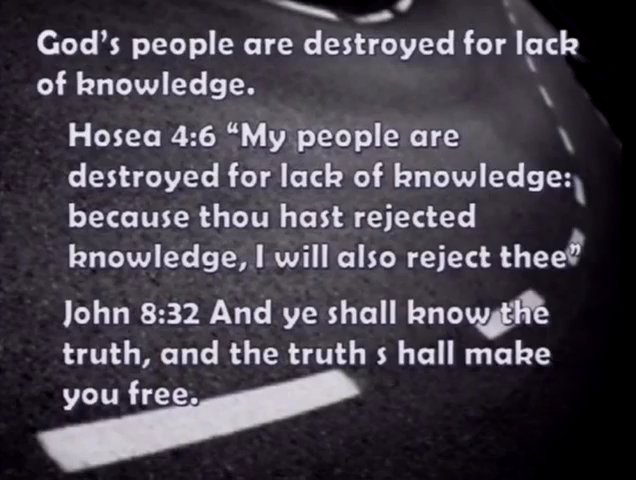 God's people are destroyed for lack
of knowledge.
Hosea 4:6 “My people are
destroyed for lack of knowledge:
because thou hast rejected
knowledge, I will also reject thee”
John 8:32 And ye shall know the
truth, and the truth s hall make
you free.